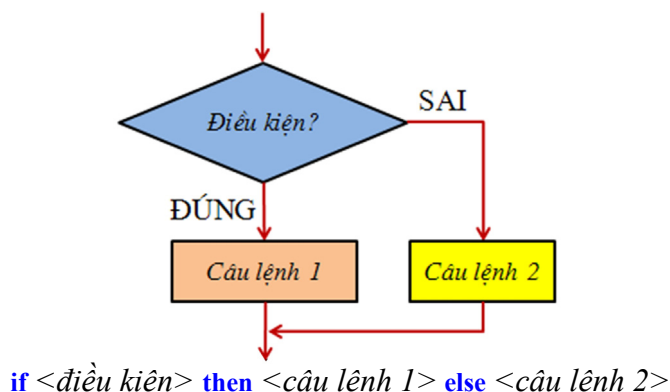 Điều kiện?
SAI
ĐÚNG
Câu lệnh 1
Câu lệnh 2
if <điều kiện> then <câu lệnh 1> else <câu lệnh 2>